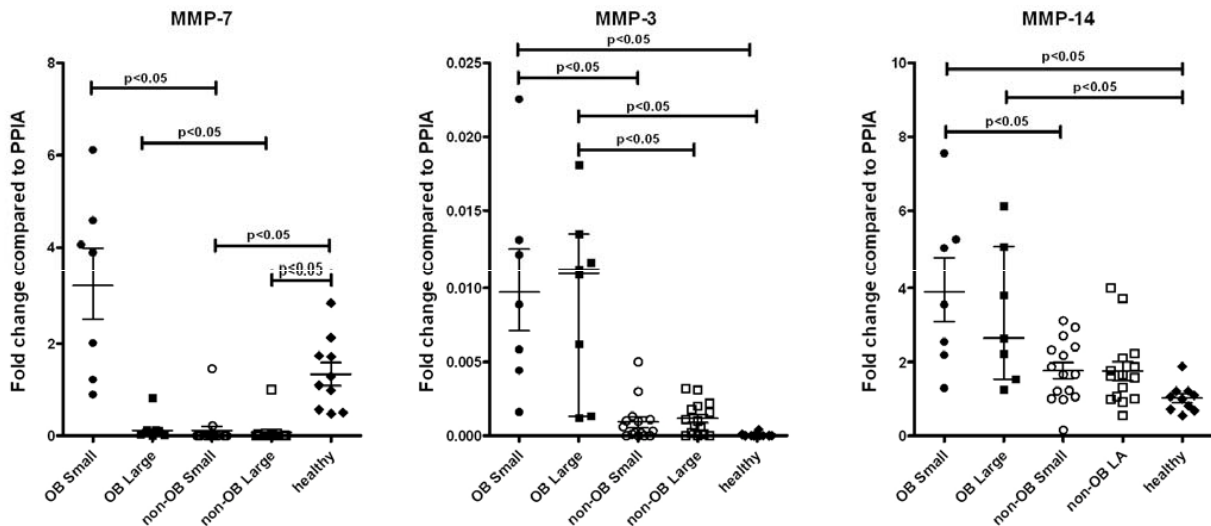 MMP-7
Fold change (compared to PPIA
8
6
4
2
0
p<0.05
p<0.05
p<0.05
p<0.05
OB Small
OB Large
non-OB Small
non-OB Large
healthy
MMP-3
Fold change (compared to PPIA
0.025
0.020
0.015
0.010
0.005
0.000
p<0.05
p<0.05
p<0.05
p<0.05
OB Small
OB Large
non-OB Small
non-OB Large
healthy
MMP-14
Fold change (compared to PPIA
10
8
6
4
2
0
p<0.05
p<0.05
p<0.05
OB Small
OB Large
non-OB Small
non-OB LA
healthy